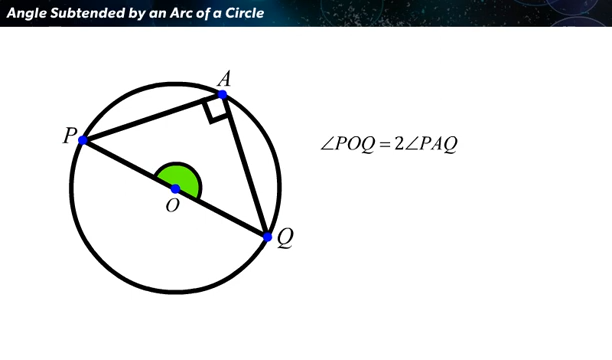 Angle Subtended by an Arc of a Circle
A
P
∠POQ = 2∠PAQ
O
Q